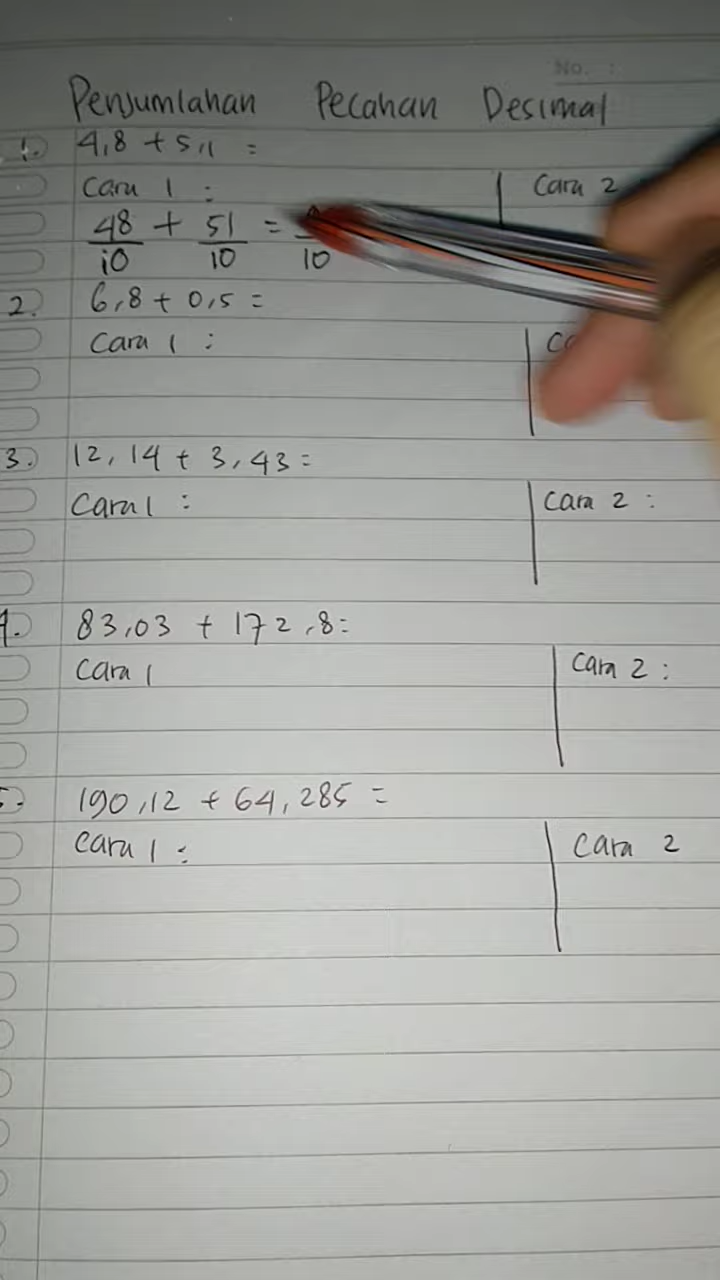 No. :
Penjumlahan Pecahan Desimal
1. 4,8 + 5,1 =
Cara 1 : Cara 2
48/10 + 51/10 = /10
2. 6,8 + 0,5 =
Cara 1 :
3. 12,14 + 3,43 =
Cara 1 : Cara 2 :
4. 83,03 + 172,8 =
Cara 1 Cara 2 :
5. 190,12 + 64,285 =
Cara 1 : Cara 2